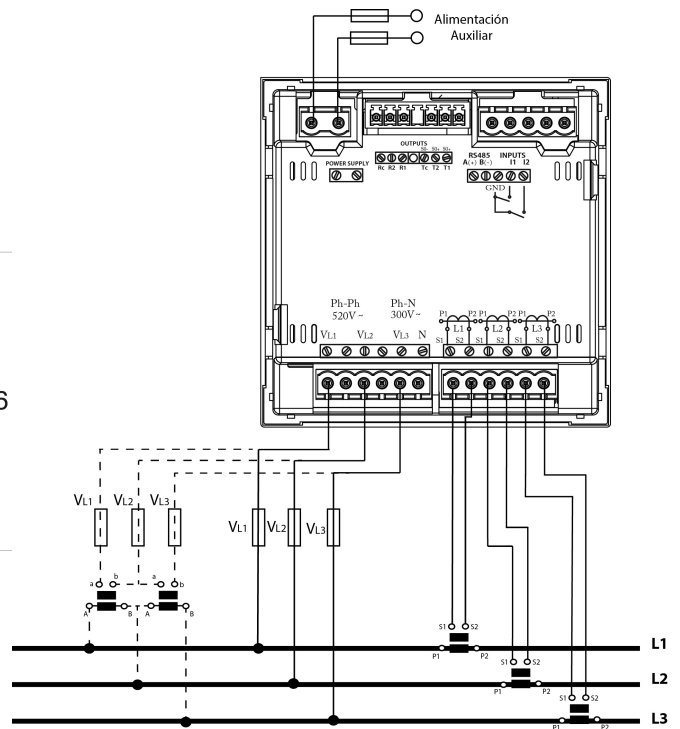 Alimentación
Auxiliar
OUTPUTS
S0- S0+ S0+
POWER SUPPLY
Rc R2 R1 Tc T2 T1
RS485 INPUTS
A(+) B(-) I1 I2
GND
Ph-Ph Ph-N
520V~ 300V~
P1 P2 P1 P2 P1 P2
L1 L2 L3
VL1 VL2 VL3 N
S1 S2 S1 S2 S1 S2
6
VL1 VL2 VL3
VL1 VL2 VL3
a b a b
A B A B
S1 S2
P1 P2
L1
S1 S2
P1 P2
L2
S1 S2
P1 P2
L3